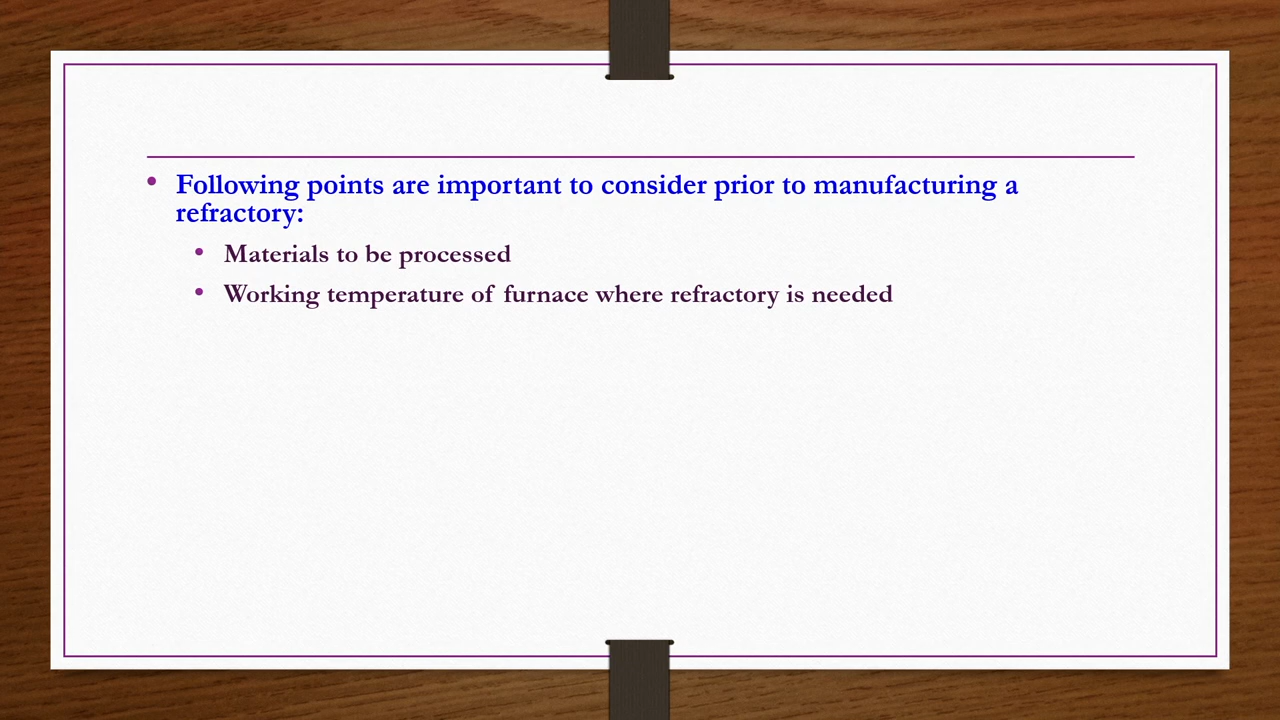 • Following points are important to consider prior to manufacturing a
refractory:
• Materials to be processed
• Working temperature of furnace where refractory is needed